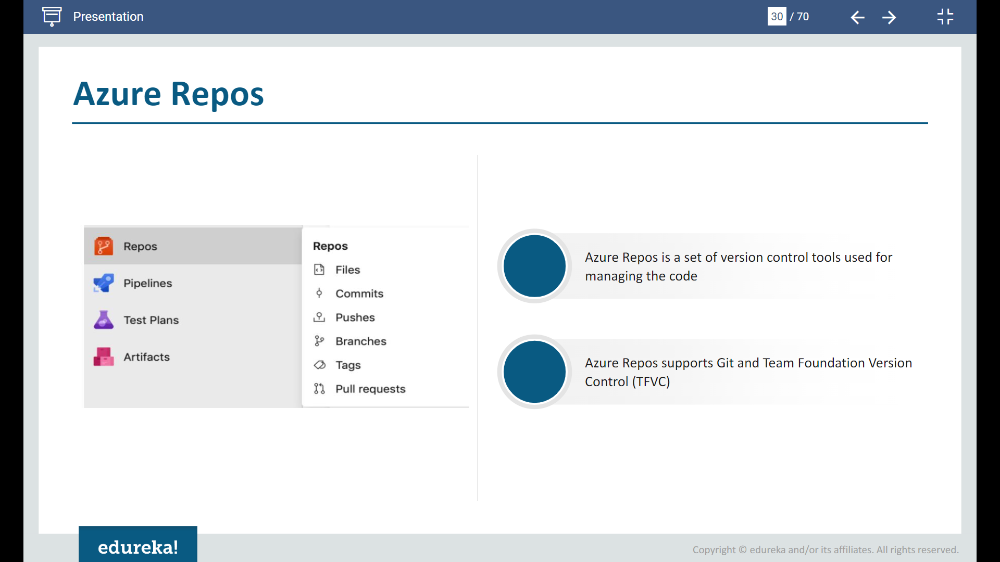 Presentation
30 / 70
Azure Repos
Repos
Pipelines
Test Plans
Artifacts
Repos
Files
Commits
Pushes
Branches
Tags
Pull requests
Azure Repos is a set of version control tools used for
managing the code
Azure Repos supports Git and Team Foundation Version
Control (TFVC)
edureka!
Copyright © edureka and/or its affiliates. All rights reserved.